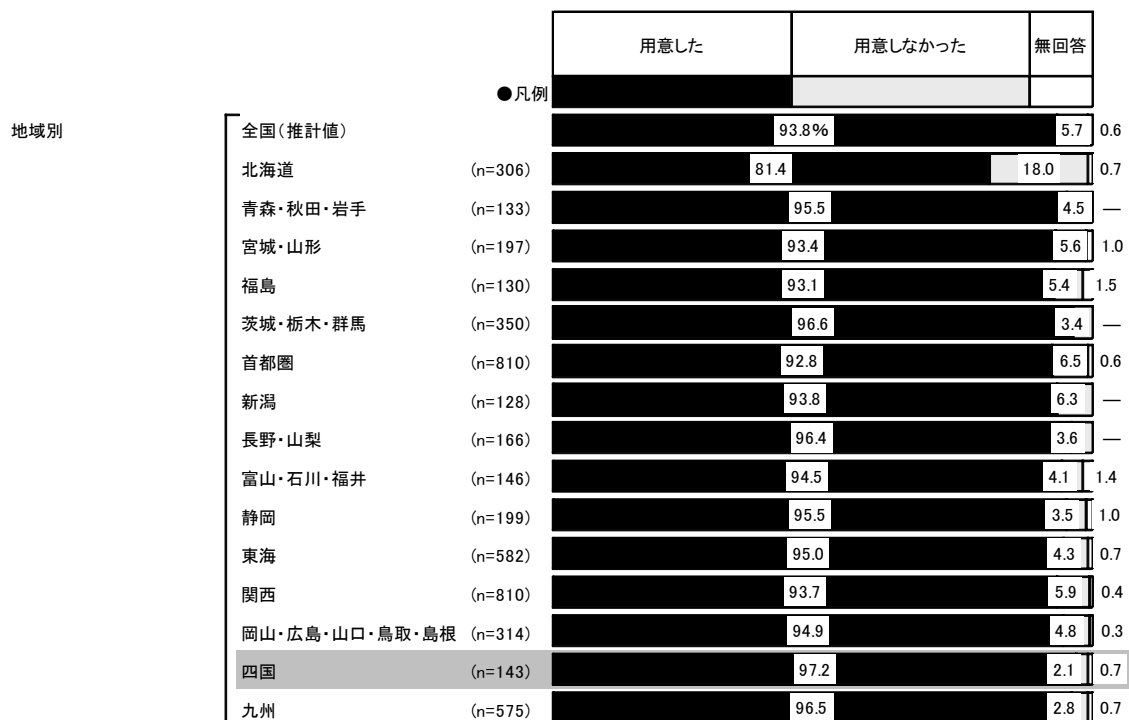 用意した 用意しなかった 無回答
●凡例
地域別 全国(推計値) 93.8% 5.7 0.6
北海道 (n=306) 81.4 18.0 0.7
青森・秋田・岩手 (n=133) 95.5 4.5 ―
宮城・山形 (n=197) 93.4 5.6 1.0
福島 (n=130) 93.1 5.4 1.5
茨城・栃木・群馬 (n=350) 96.6 3.4 ―
首都圏 (n=810) 92.8 6.5 0.6
新潟 (n=128) 93.8 6.3 ―
長野・山梨 (n=166) 96.4 3.6 ―
富山・石川・福井 (n=146) 94.5 4.1 1.4
静岡 (n=199) 95.5 3.5 1.0
東海 (n=582) 95.0 4.3 0.7
関西 (n=810) 93.7 5.9 0.4
岡山・広島・山口・鳥取・島根 (n=314) 94.9 4.8 0.3
四国 (n=143) 97.2 2.1 0.7
九州 (n=575) 96.5 2.8 0.7